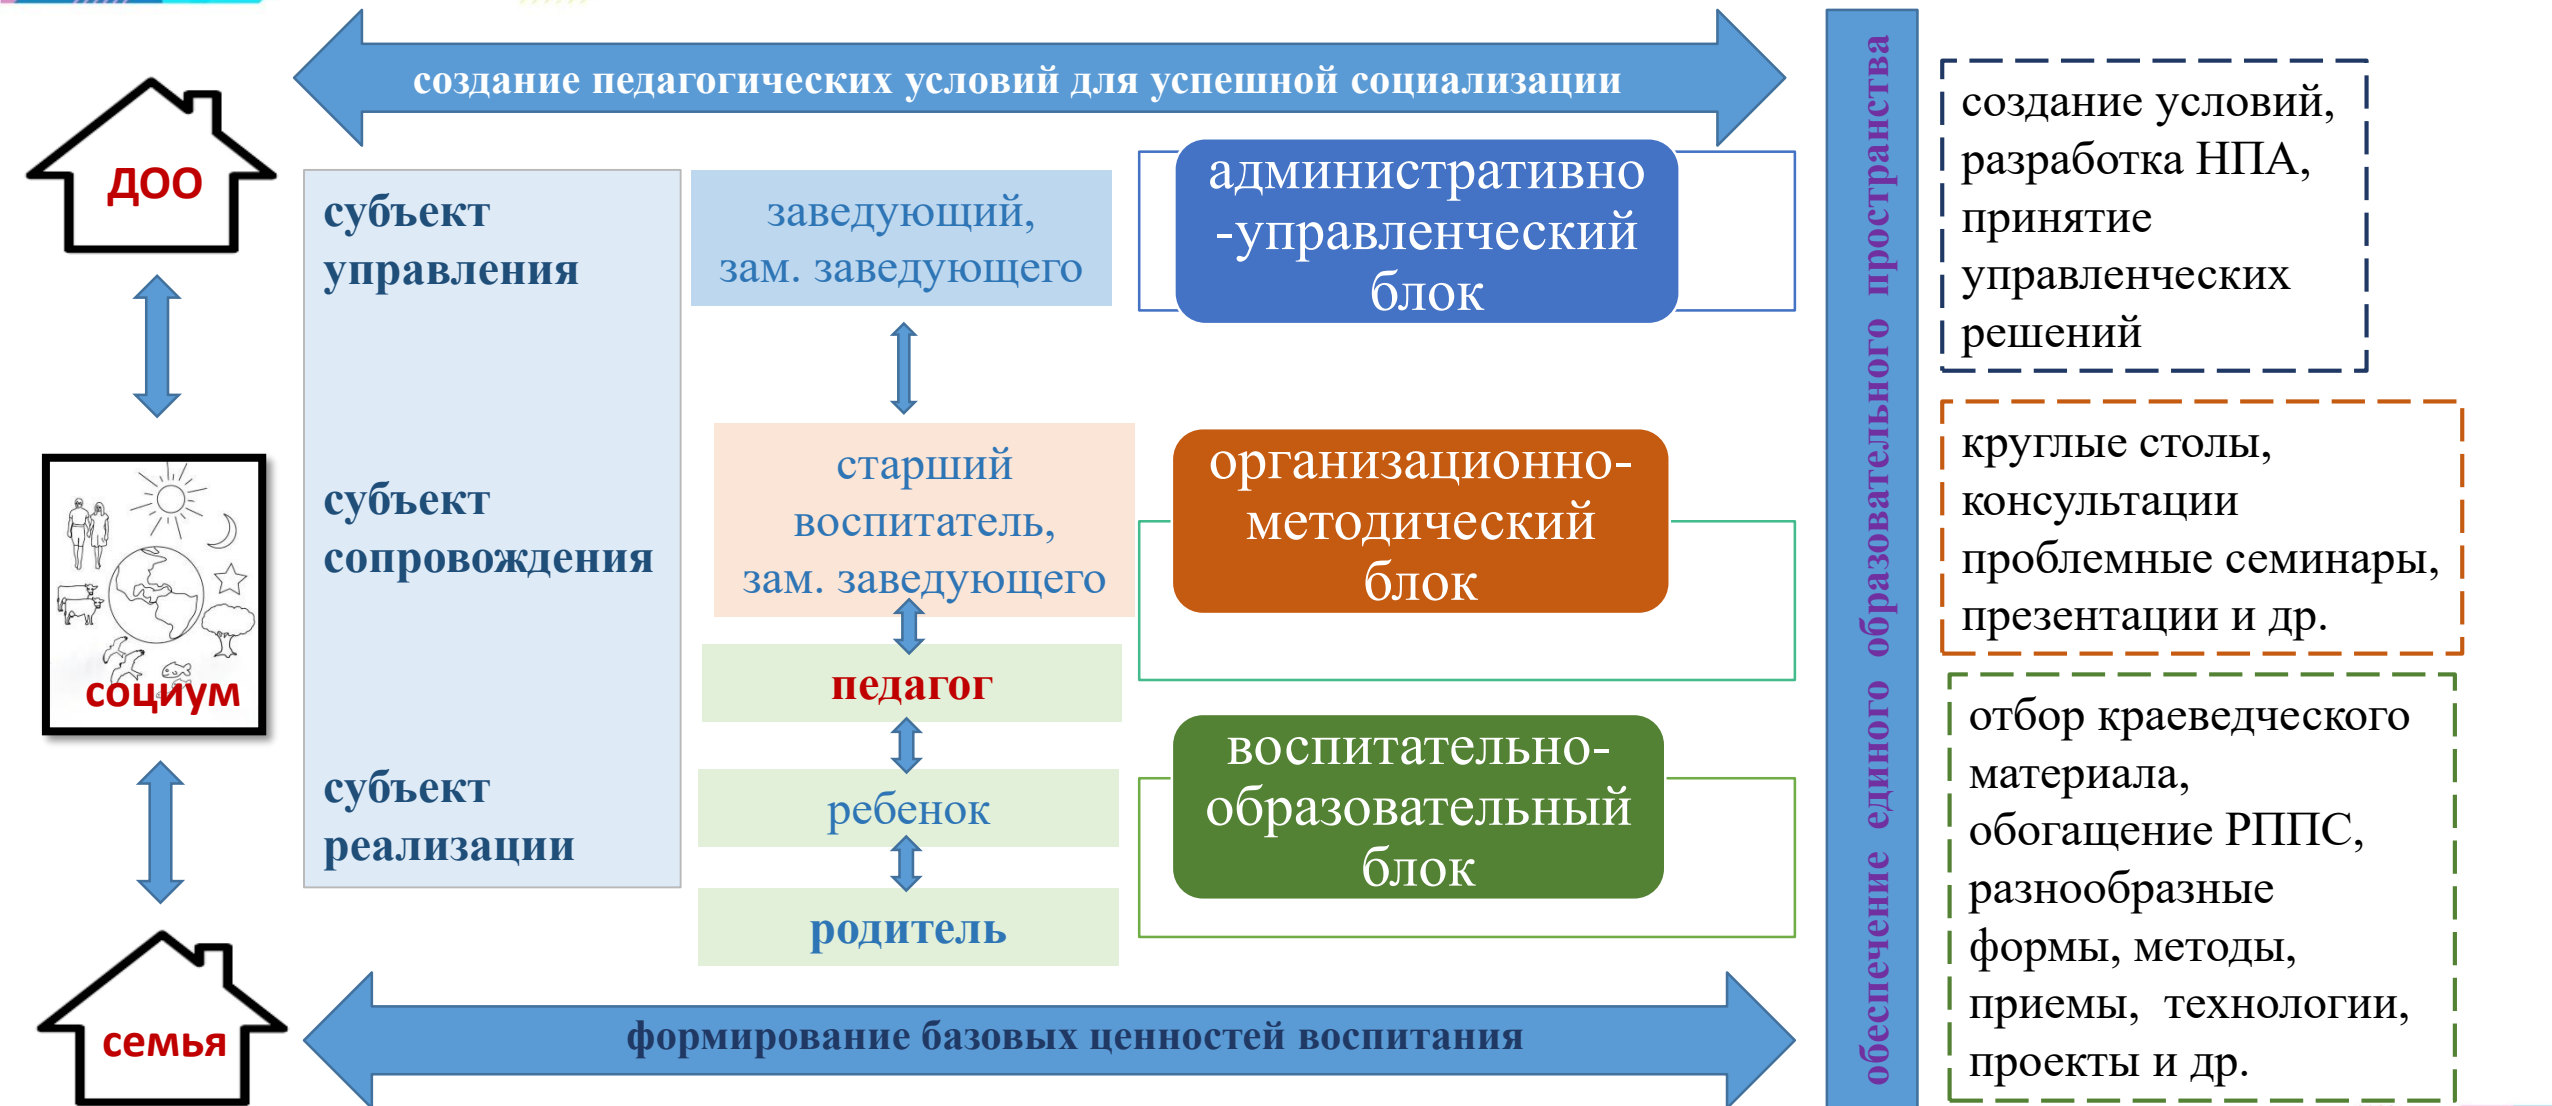 создание педагогических условий для успешной социализации
ДОО
социум
семья
субъект
управления
субъект
сопровождения
субъект
реализации
заведующий,
зам. заведующего
старший
воспитатель,
зам. заведующего
педагог
ребенок
родитель
административно
-управленческий
блок
организационно-
методический
блок
воспитательно-
образовательный
блок
формирование базовых ценностей воспитания
обеспечение единого образовательного пространства
создание условий,
разработка НПА,
принятие
управленческих
решений
круглые столы,
консультации
проблемные семинары,
презентации и др.
отбор краеведческого
материала,
обогащение РППС,
разнообразные
формы, методы,
приемы, технологии,
проекты и др.